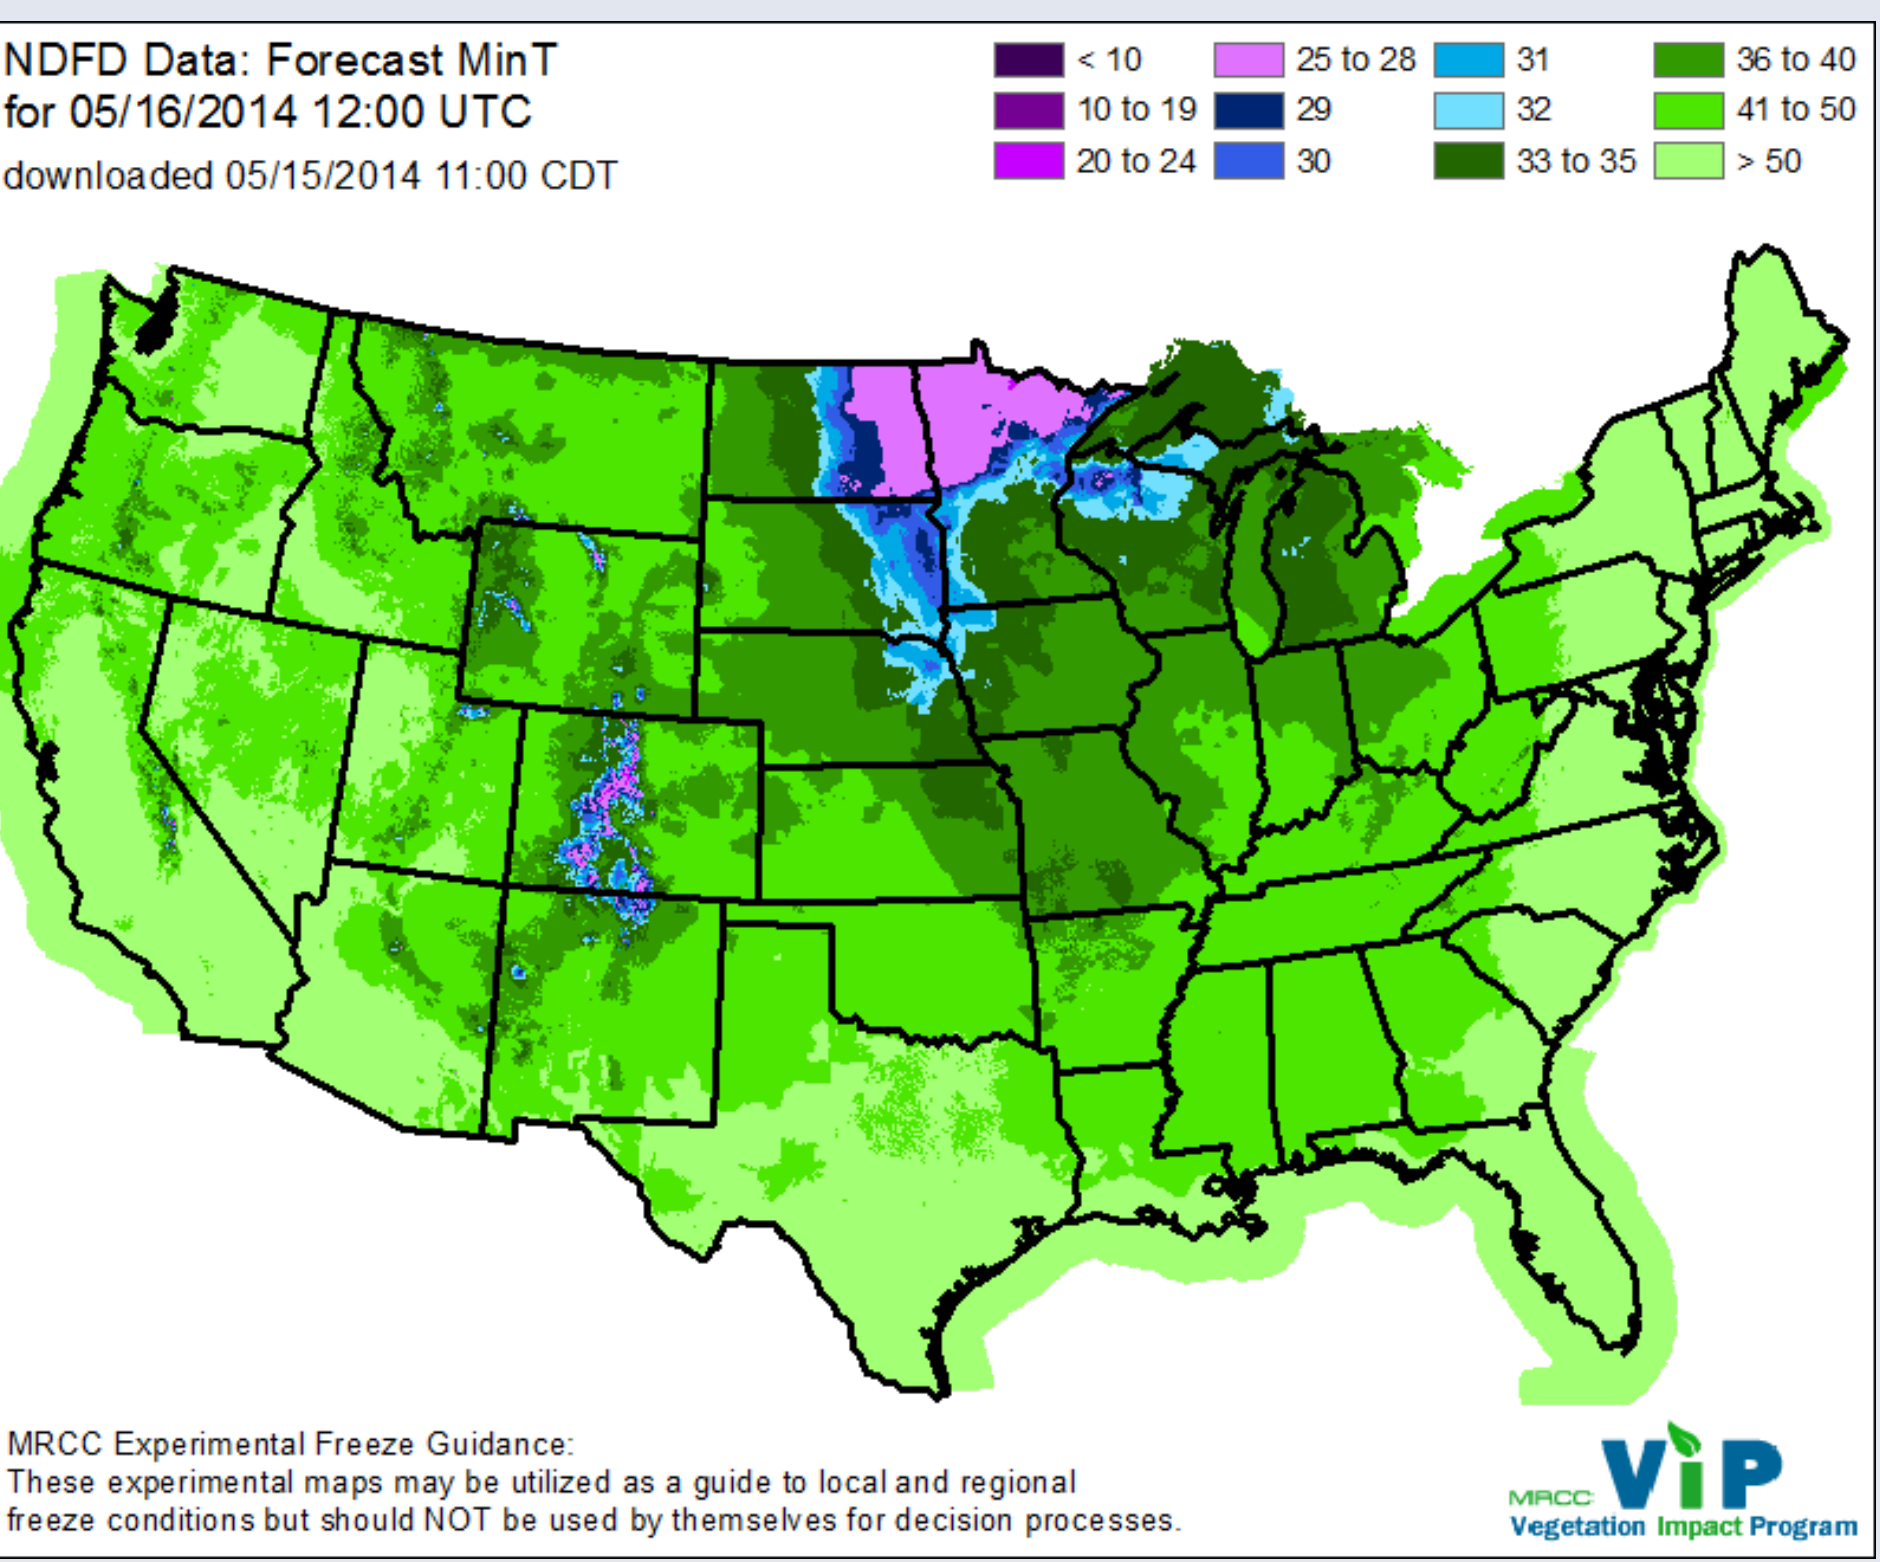 NDFD Data: Forecast MinT
for 05/16/2014 12:00 UTC
downloaded 05/15/2014 11:00 CDT
< 10
25 to 28
31
36 to 40
10 to 19
29
32
41 to 50
20 to 24
30
33 to 35
> 50
MRCC Experimental Freeze Guidance:
These experimental maps may be utilized as a guide to local and regional
freeze conditions but should NOT be used by themselves for decision processes.
MRCC ViP
Vegetation Impact Program